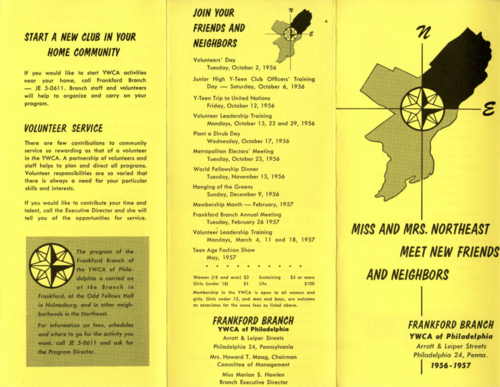 START A NEW CLUB IN YOUR
HOME COMMUNITY
If you would like to start YWCA activities
near your home, call Frankford Branch
— JE 5-0611. Branch staff and volunteers
will help to organize and carry on your
program.
VOLUNTEER SERVICE
There are few contributions to community
service so rewarding as that of a volunteer
in the YWCA. A partnership of volunteers and
staff helps to plan and direct all programs.
Volunteer responsibilities are so varied that
there is always a need for your particular
skills and interests.
If you would like to contribute your time and
talent, call the Executive Director and she will
tell you of the opportunities for service.
The program of the
Frankford Branch of
the YWCA of Phila-
delphia is carried on
at the Branch in
Frankford, at the Odd Fellows Hall
in Holmesburg, and in other neigh-
borhoods in the Northeast.
For information on fees, schedules
and where to go for the activity you
want, call JE 5-0611 and ask for
the Program Director.
JOIN YOUR
FRIENDS AND
NEIGHBORS
Volunteers' Day
Tuesday, October 2, 1956
Junior High Y-Teen Club Officers' Training
Day — Saturday, October 6, 1956
Y-Teen Trip to United Nations
Friday, October 12, 1956
Volunteer Leadership Training
Mondays, October 15, 22 and 29, 1956
Plant a Shrub Day
Wednesday, October 17, 1956
Metropolitan Electors' Meeting
Tuesday, October 23, 1956
World Fellowship Dinner
Tuesday, November 13, 1956
Hanging of the Greens
Sunday, December 9, 1956
Membership Month — February, 1957
Frankford Branch Annual Meeting
Tuesday, February 26 1957
Volunteer Leadership Training
Mondays, March 4, 11 and 18, 1957
Teen Age Fashion Show
May, 1957
Women (18 and over) $3 Sustaining $5 or more
Girls (under 18) $1 Life $100
Membership in the YWCA is open to all women and
girls. Girls under 12, and men and boys, are welcome
as associates for the same fees as listed above.
FRANKFORD BRANCH
YWCA of Philadelphia
Arrott & Leiper Streets
Philadelphia 24, Pennsylvania
Mrs. Howard T. Moag, Chairman
Committee of Management
Miss Marian S. Hamlen
Branch Executive Director
N
MISS AND MRS. NORTHEAST
MEET NEW FRIENDS
AND NEIGHBORS
FRANKFORD BRANCH
YWCA of Philadelphia
Arrott & Leiper Streets
Philadelphia 24, Penna.
1956-1957